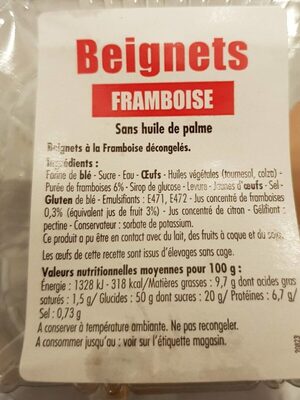 Beignets
FRAMBOISE
Sans huile de palme
Beignets à la Framboise décongelés.
Ingrédients :
Farine de blé - Sucre - Eau - Œufs - Huiles végétales (tournesol, colza) -
Purée de framboises 6% - Sirop de glucose - Levure - Jaunes d'œufs - Sel -
Gluten de blé - Emulsifiants : E471, E472 - Jus concentré de framboises
0,3% (équivalent jus de fruit 3%) - Jus concentré de citron - Gélifiant :
pectine - Conservateur : sorbate de potassium.
Ce produit a pu être en contact avec du lait, des fruits à coque et du soja.
Les œufs de cette recette sont issus d'élevages sans cage.
Valeurs nutritionnelles moyennes pour 100 g :
Énergie : 1328 kJ - 318 kcal/Matières grasses : 9,7 g dont acides gras
saturés : 1,5 g/ Glucides : 50 g dont sucres : 20 g/ Protéines : 6,7 g/
Sel : 0,73 g
A conserver à température ambiante. Ne pas recongeler.
A consommer jusqu'au : voir sur l'étiquette magasin.